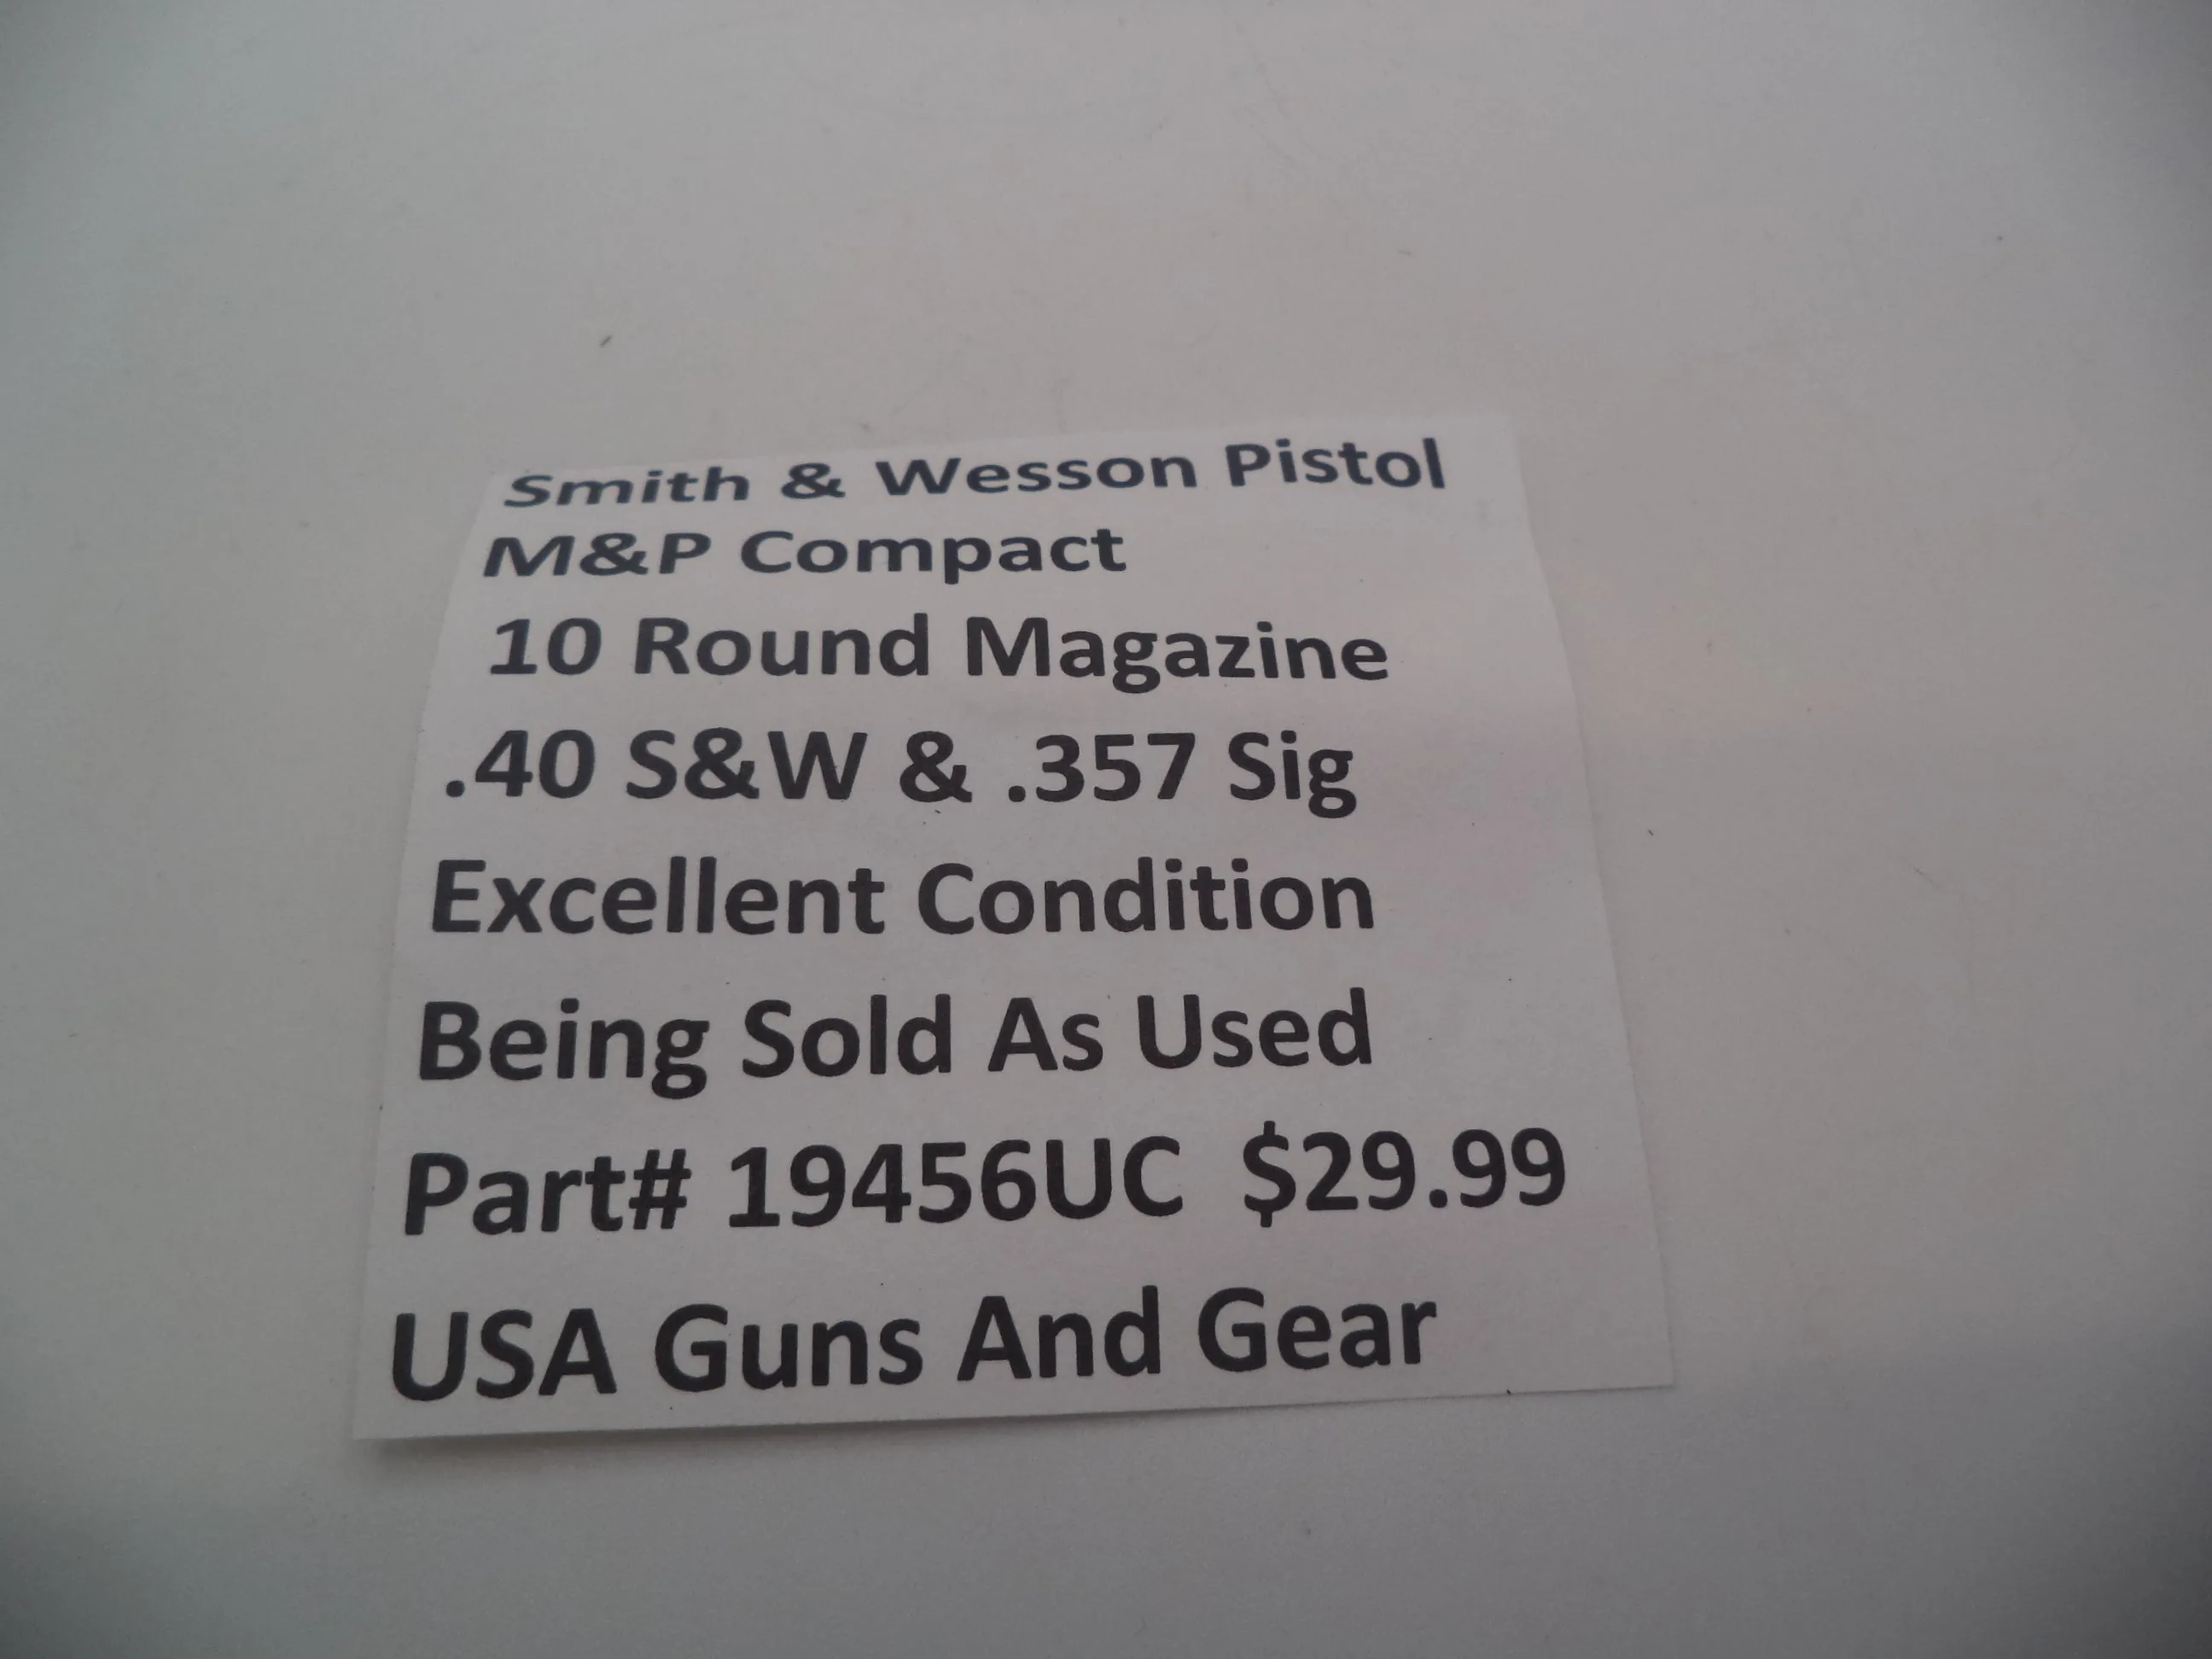 Smith & Wesson Pistol
M&P Compact
10 Round Magazine
.40 S&W & .357 Sig
Excellent Condition
Being Sold As Used
Part# 19456UC $29.99
USA Guns And Gear